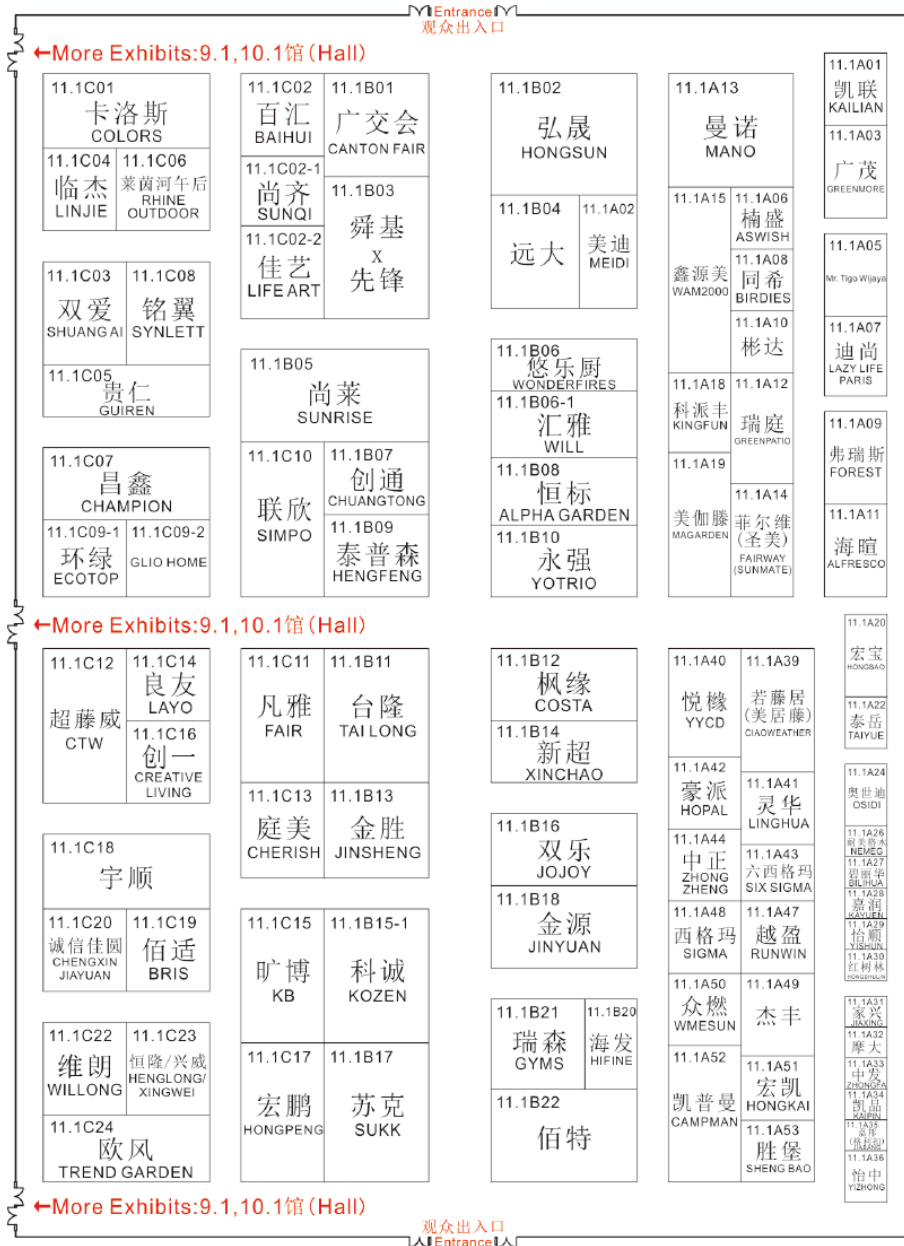 Entrance
观众出入口
←More Exhibits:9.1,10.1馆(Hall)
11.1C01
卡洛斯
COLORS
11.1C04
临杰
LINJIE
11.1C06
莱茵河午后
RHINE
OUTDOOR
11.1C02
百汇
BAIHUI
11.1C02-1
尚齐
SUNQI
11.1C02-2
佳艺
LIFE ART
11.1B01
广交会
CANTON FAIR
11.1B03
舜基
x
先锋
11.1B02
弘晟
HONGSUN
11.1B04
远大
11.1A02
美迪
MEIDI
11.1A13
曼诺
MANO
11.1A15
鑫源美
WAM2000
11.1A06
楠盛
ASWISH
11.1A08
同希
BIRDIES
11.1A10
彬达
11.1A18
科派丰
KINGFUN
11.1A12
瑞庭
GREENPATIO
11.1A19
美伽滕
MAGARDEN
11.1A14
菲尔维
(圣美)
FAIRWAY
(SUNMATE)
11.1A01
凯联
KAILIAN
11.1A03
广茂
GREENMORE
11.1A05
Mr. Tigo Wijaya
11.1A07
迪尚
LAZY LIFE
PARIS
11.1A09
弗瑞斯
FOREST
11.1A11
海暄
ALFRESCO
11.1C03
双爱
SHUANG AI
11.1C08
铭翼
SYNLETT
11.1C05
贵仁
GUIREN
11.1B05
尚莱
SUNRISE
11.1C10
联欣
SIMPO
11.1B07
创通
CHUANGTONG
11.1B09
泰普森
HENGFENG
11.1B06
悠乐厨
WONDERFIRES
11.1B06-1
汇雅
WILL
11.1B08
恒标
ALPHA GARDEN
11.1B10
永强
YOTRIO
11.1C07
昌鑫
CHAMPION
11.1C09-1
环绿
ECOTOP
11.1C09-2
GLIO HOME
←More Exhibits:9.1,10.1馆(Hall)
11.1C12
超藤威
CTW
11.1C14
良友
LAYO
11.1C16
创一
CREATIVE
LIVING
11.1C11
凡雅
FAIR
11.1B11
台隆
TAI LONG
11.1C13
庭美
CHERISH
11.1B13
金胜
JINSHENG
11.1B12
枫缘
COSTA
11.1B14
新超
XINCHAO
11.1A40
悦橼
YYCD
11.1A39
若藤居
(美居藤)
CIAOWEATHER
11.1A42
豪派
HOPAL
11.1A41
灵华
LINGHUA
11.1A44
中正
ZHONG
ZHENG
11.1A43
六西格玛
SIX SIGMA
11.1A48
西格玛
SIGMA
11.1A47
越盈
RUNWIN
11.1A50
众燃
WMESUN
11.1A49
杰丰
11.1A52
凯普曼
CAMPMAN
11.1A51
宏凯
HONGKAI
11.1A53
胜堡
SHENG BAO
11.1A20
宏宝
HONGBAO
11.1A22
泰岳
TAIYUE
11.1A24
奥世迪
OSIDI
11.1A26
耐美格水
NEMEG
11.1A27
碧丽华
BILIHUA
11.1A28
嘉润
KAYUEN
11.1A29
怡顺
YISHUN
11.1A30
红树林
HONGSHULIN
11.1A31
家兴
JIAXING
11.1A32
摩大
11.1A33
中发
ZHONGFA
11.1A34
凯品
KAIPIN
11.1A35
11.1A36
怡中
YIZHONG
11.1C18
宇顺
11.1C20
诚信佳圆
CHENGXIN
JIAYUAN
11.1C19
佰适
BRIS
11.1C15
旷博
KB
11.1B15-1
科诚
KOZEN
11.1C17
宏鹏
HONGPENG
11.1B17
苏克
SUKK
11.1B16
双乐
JOJOY
11.1B18
金源
JINYUAN
11.1C22
维朗
WILLONG
11.1C23
恒隆/兴威
HENGLONG/
XINGWEI
11.1C24
欧风
TREND GARDEN
11.1B21
瑞森
GYMS
11.1B20
海发
HIFINE
11.1B22
佰特
←More Exhibits:9.1,10.1馆(Hall)
观众出入口
Entrance